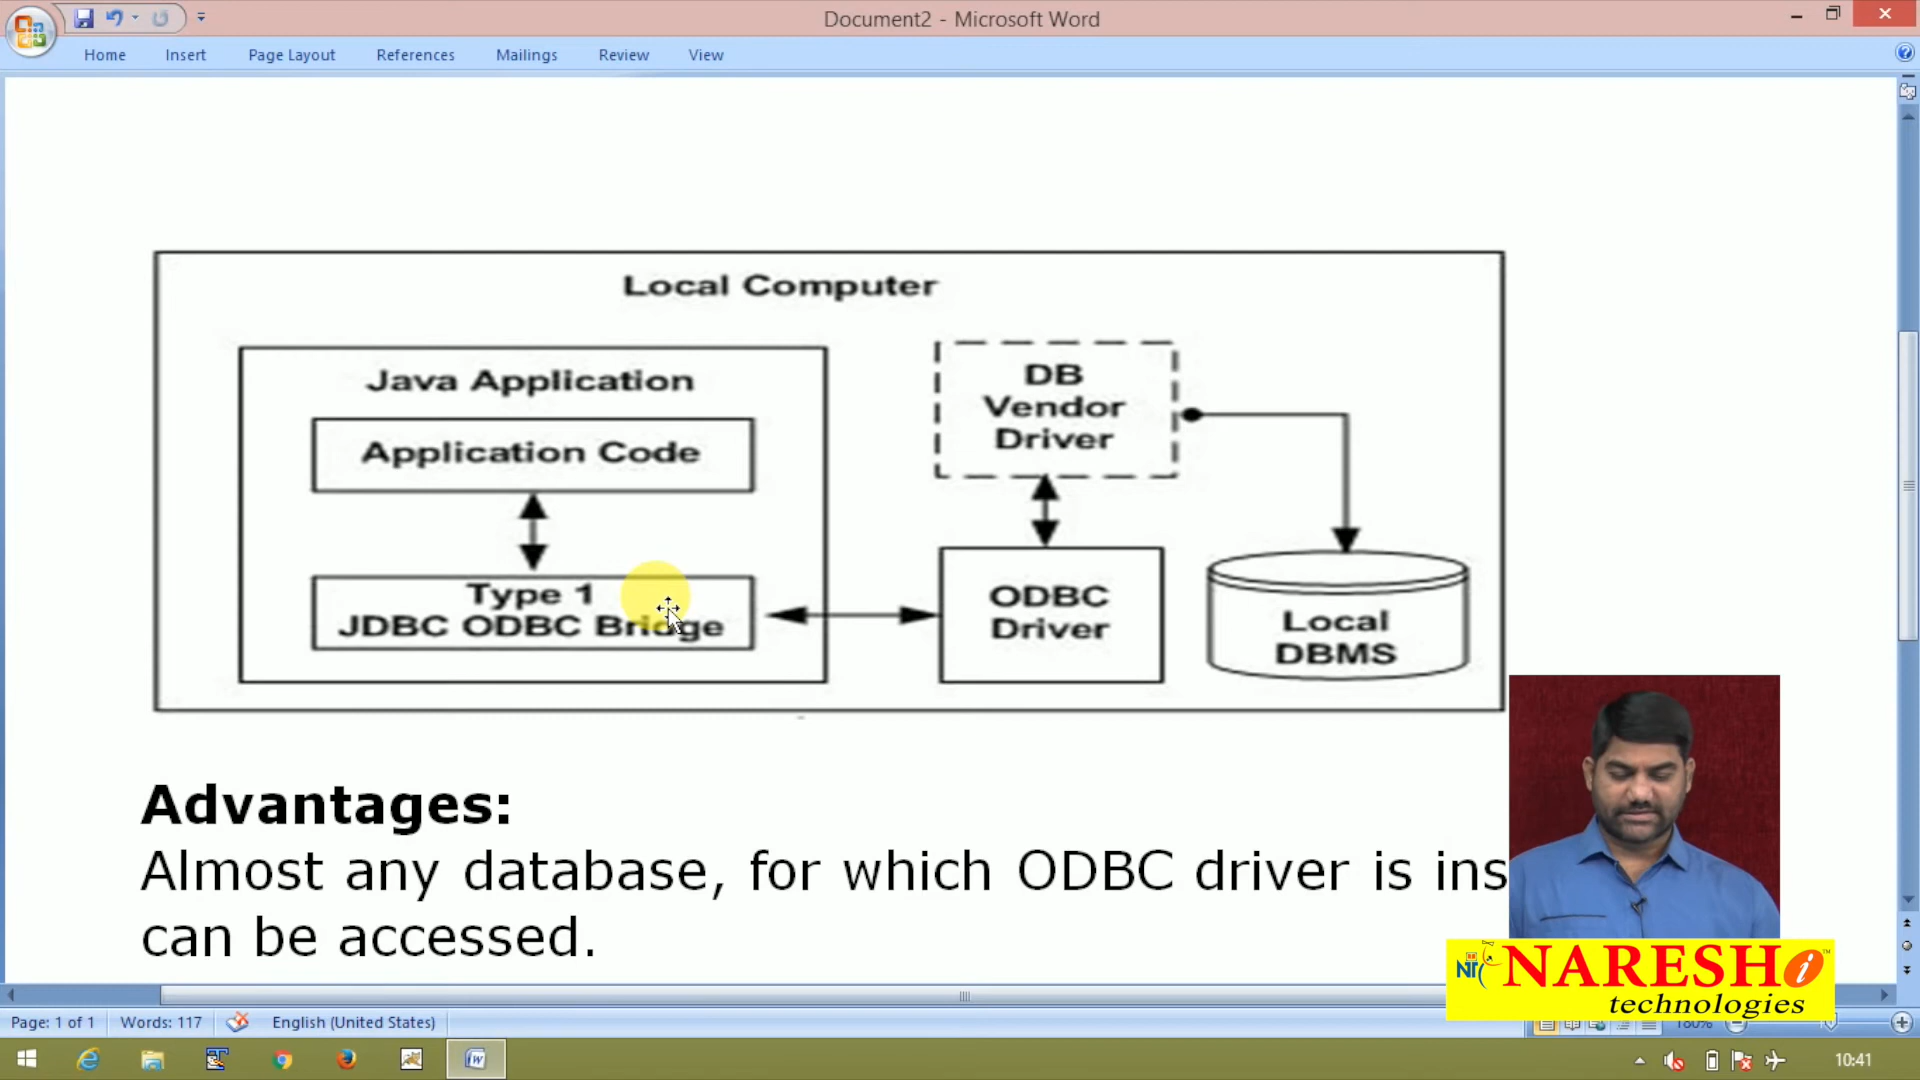 Document2 - Microsoft Word
Home Insert Page Layout References Mailings Review View
Local Computer
Java Application
Application Code
Type 1
JDBC ODBC Bridge
DB
Vendor
Driver
ODBC
Driver
Local
DBMS
Advantages:
Almost any database, for which ODBC driver is ins
can be accessed.
NARESH i
technologies
Page: 1 of 1 Words: 117 English (United States)
10:41